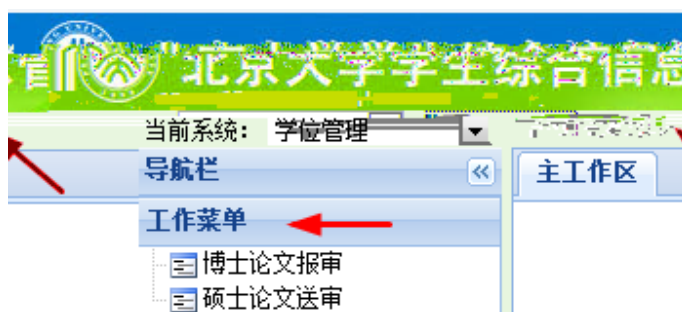 北京大学学生综合信息
当前系统： 学位管理
导航栏
主工作区
工作菜单
博士论文报审
硕士论文送审